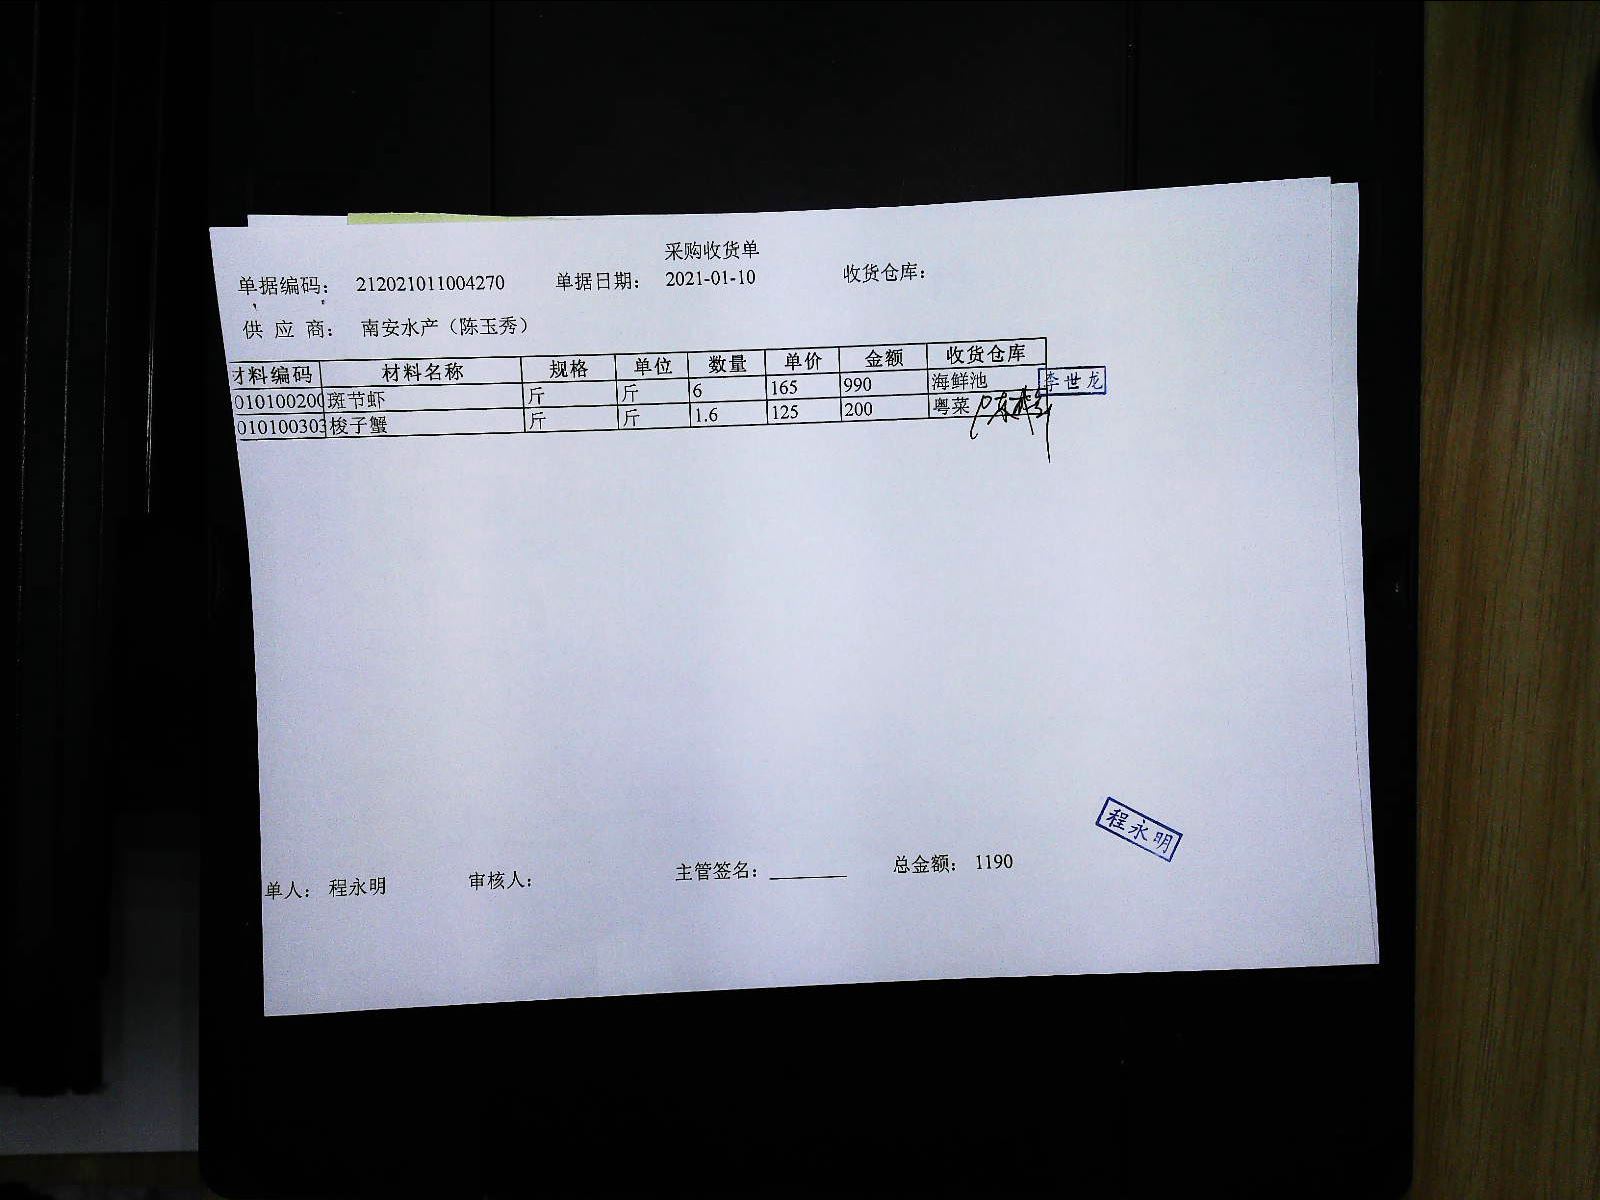 采购收货单
单据编码： 212021011004270 单据日期： 2021-01-10 收货仓库：
供应商： 南安水产（陈玉秀）
材料编码 材料名称 规格 单位 数量 单价 金额 收货仓库
010100200 斑节虾 斤 斤 6 165 990 海鲜池 李世龙
010100303 梭子蟹 斤 斤 1.6 125 200 粤菜
程永明
单人： 程永明 审核人： 主管签名： 总金额： 1190